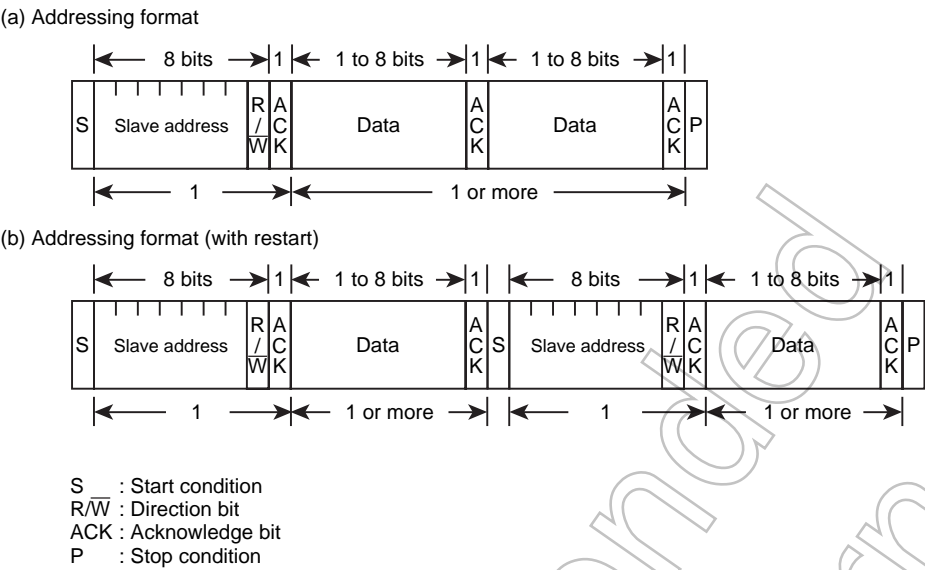 (a) Addressing format
8 bits 1 1 to 8 bits 1 1 to 8 bits 1
S Slave address R/W̅ ACK Data ACK Data ACK P
1 1 or more
(b) Addressing format (with restart)
8 bits 1 1 to 8 bits 1 8 bits 1 1 to 8 bits 1
S Slave address R/W̅ ACK Data ACK S Slave address R/W̅ ACK Data ACK P
1 1 or more 1 1 or more
S : Start condition
R/W̅ : Direction bit
ACK : Acknowledge bit
P : Stop condition
ended